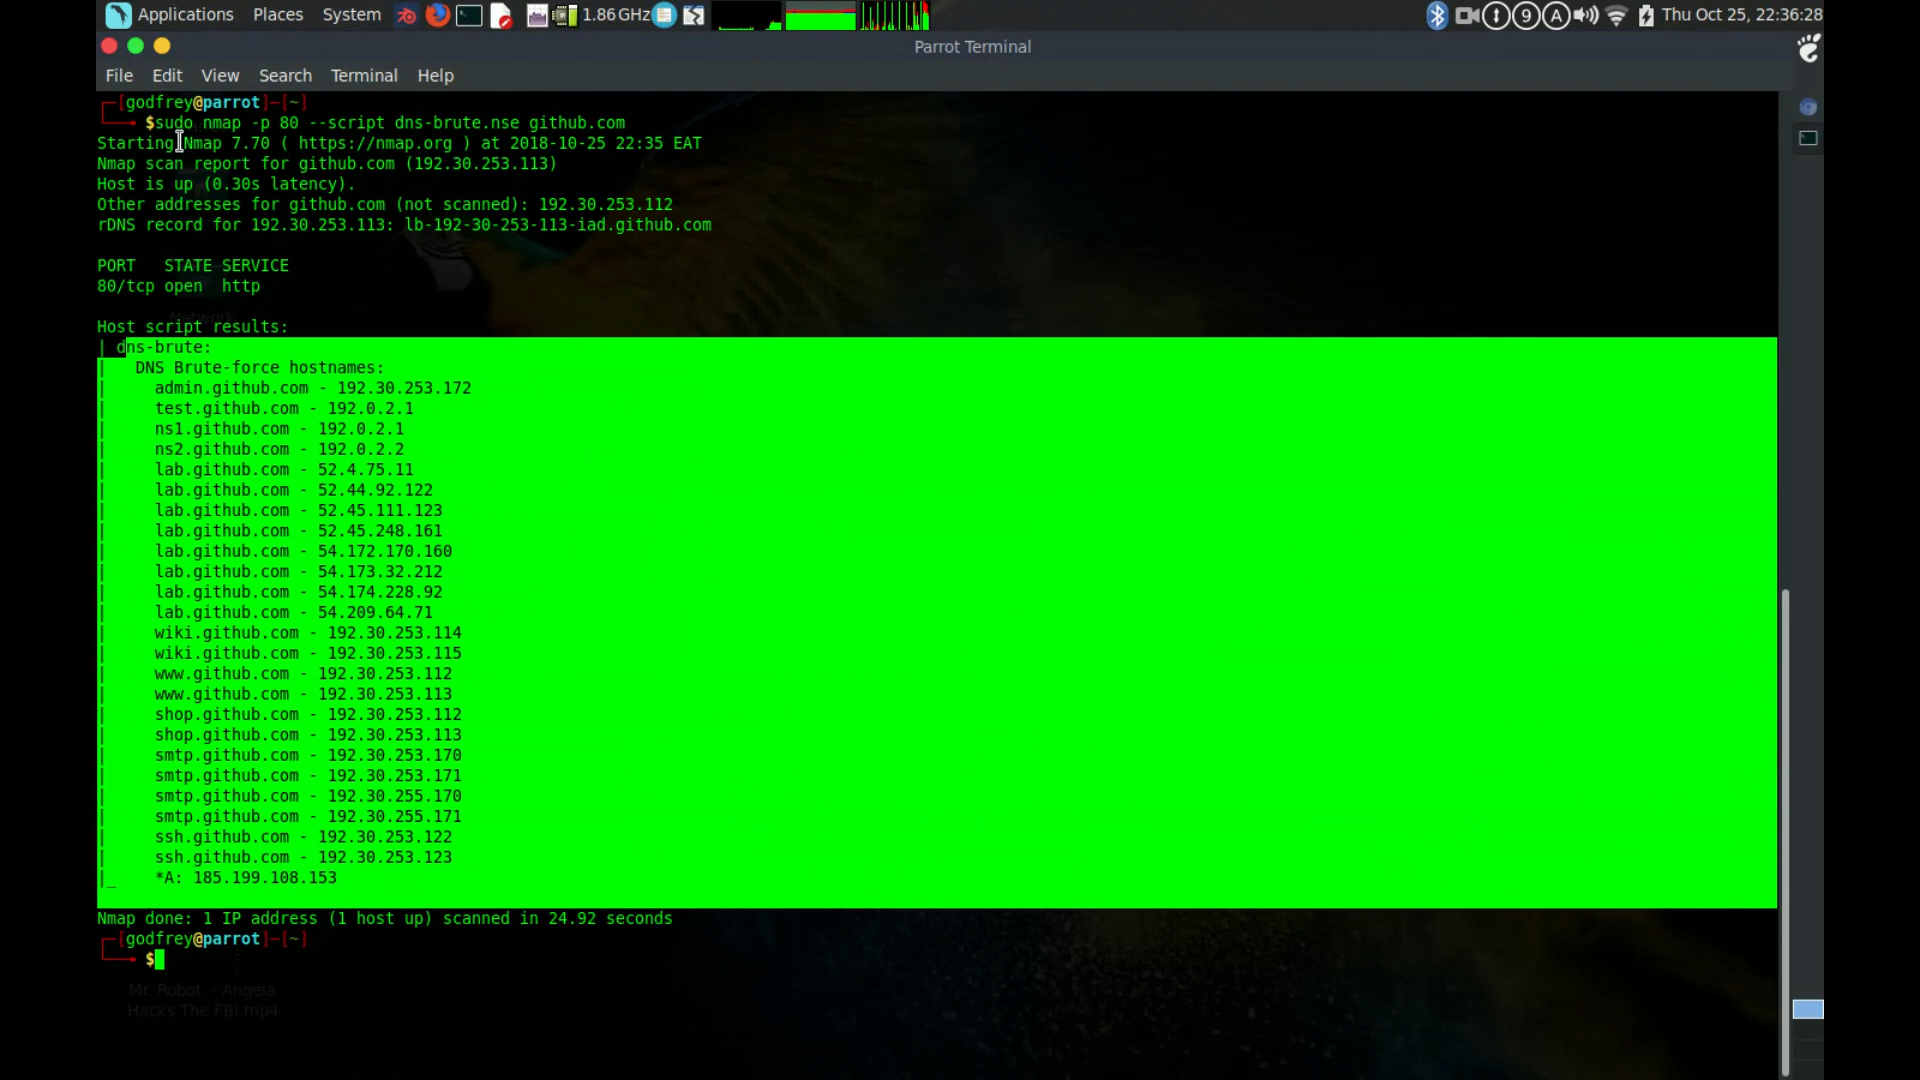 Applications Places System 1.86GHz 9 A Thu Oct 25, 22:36:28
Parrot Terminal
File Edit View Search Terminal Help
┌─[godfrey@parrot]─[~]
└──╼ $sudo nmap -p 80 --script dns-brute.nse github.com
Starting Nmap 7.70 ( https://nmap.org ) at 2018-10-25 22:35 EAT
Nmap scan report for github.com (192.30.253.113)
Host is up (0.30s latency).
Other addresses for github.com (not scanned): 192.30.253.112
rDNS record for 192.30.253.113: lb-192-30-253-113-iad.github.com
PORT   STATE SERVICE
80/tcp open  http
Network
Host script results:
| dns-brute:
|   DNS Brute-force hostnames:
|     admin.github.com - 192.30.253.172
|     test.github.com - 192.0.2.1
|     ns1.github.com - 192.0.2.1
|     ns2.github.com - 192.0.2.2
|     lab.github.com - 52.4.75.11
|     lab.github.com - 52.44.92.122
|     lab.github.com - 52.45.111.123
|     lab.github.com - 52.45.248.161
|     lab.github.com - 54.172.170.160
|     lab.github.com - 54.173.32.212
|     lab.github.com - 54.174.228.92
|     lab.github.com - 54.209.64.71
|     wiki.github.com - 192.30.253.114
|     wiki.github.com - 192.30.253.115
|     www.github.com - 192.30.253.112
|     www.github.com - 192.30.253.113
|     shop.github.com - 192.30.253.112
|     shop.github.com - 192.30.253.113
|     smtp.github.com - 192.30.253.170
|     smtp.github.com - 192.30.253.171
|     smtp.github.com - 192.30.255.170
|     smtp.github.com - 192.30.255.171
|     ssh.github.com - 192.30.253.122
|     ssh.github.com - 192.30.253.123
|_    *A: 185.199.108.153
Nmap done: 1 IP address (1 host up) scanned in 24.92 seconds
┌─[godfrey@parrot]─[~]
└──╼ $
Mr. Robot - Angela
Hacks The FBI.mp4